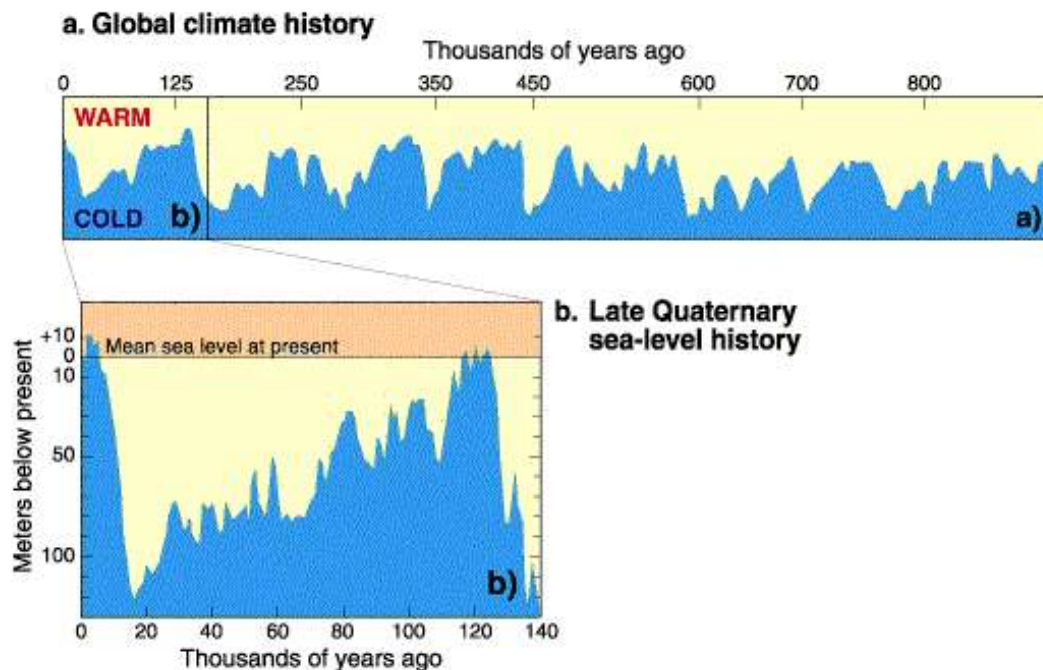 a. Global climate history
Thousands of years ago
0 125 250 350 450 600 700 800
WARM
COLD
b)
a)
b. Late Quaternary
sea-level history
Meters below present
+10
0
10
50
100
Mean sea level at present
b)
0 20 40 60 80 100 120 140
Thousands of years ago